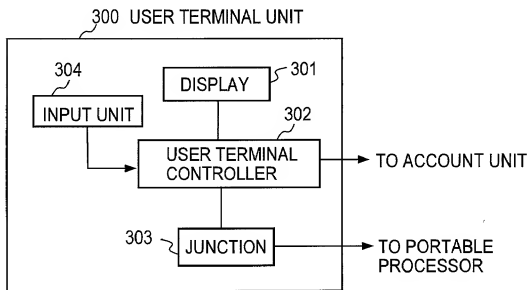 300 USER TERMINAL UNIT
304
301
DISPLAY
INPUT UNIT
302
USER TERMINAL
CONTROLLER
TO ACCOUNT UNIT
303
JUNCTION
TO PORTABLE
PROCESSOR